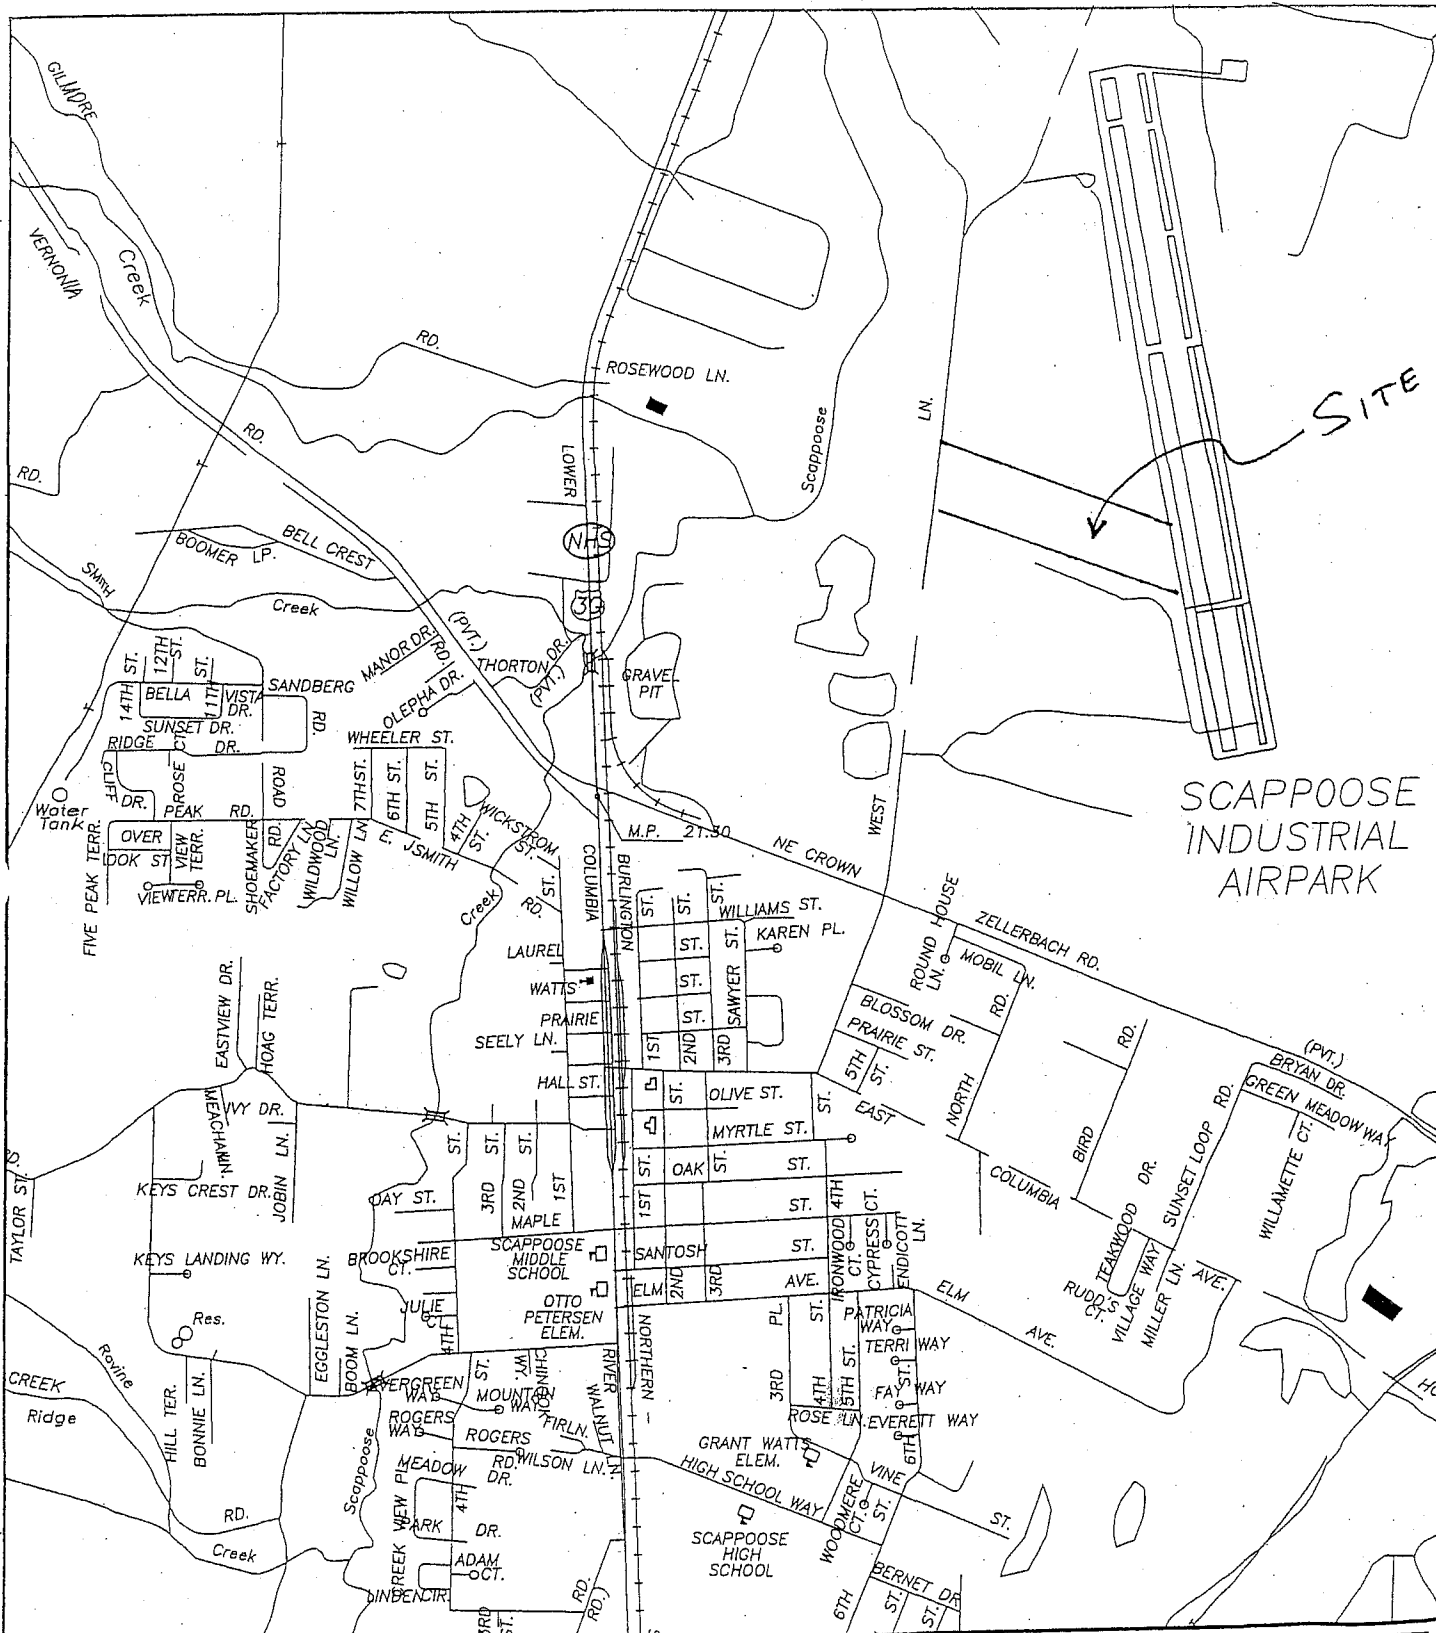 GILMORE
VERNONIA
Creek
RD.
ROSEWOOD LN.
RD.
RD.
LOWER
Scappoose
LN.
SITE
NHS
30
BOOMER LP.
BELL CREST
SMITH
Creek
(PVT.)
MANOR DR.
RD.
THORTON DR.
(PVT.)
OLEPHA DR.
14TH ST.
12TH ST.
11TH ST.
BELLA VISTA DR.
SANDBERG
RD.
SUNSET DR.
RIDGE DR.
CLIFF DR.
ROSE CT.
ROAD
PEAK RD.
Water
Tank
FIVE PEAK TERR.
OVER
LOOK ST.
VIEW TERR.
VIEWTERR. PL.
SHOEMAKER RD.
FACTORY LN.
WILDWOOD LN.
WILLOW LN.
WHEELER ST.
7TH ST.
6TH ST.
5TH ST.
4TH ST.
E. JSMITH
RD.
WICKSTROM ST.
ST.
Creek
GRAVE
PIT
M.P. 21.30
COLUMBIA
BURLINGTON
WEST
NE CROWN
ZELLERBACH RD.
(PVT.)
SCAPPOOSE
INDUSTRIAL
AIRPARK
ST.
ST.
ST.
WILLIAMS ST.
KAREN PL.
ST.
ST.
ST.
SAWYER ST.
1ST
2ND
3RD
LAUREL
WATTS
PRAIRIE
SEELY LN.
HALL ST.
ROUND HOUSE LN.
MOBIL LN.
BLOSSOM DR.
PRAIRIE ST.
5TH ST.
NORTH
RD.
BIRD
RD.
EAST
COLUMBIA
AVE.
BRYAN DR.
GREEN MEADOW WAY
SUNSET LOOP RD.
WILLAMETTE CT.
TEAKWOOD DR.
RUDD'S
CT.
VILLAGE WAY
MILLER LN.
EASTVIEW DR.
HOAG TERR.
IVY DR.
JOBIN LN.
KEYS CREST DR.
KEYS LANDING WY.
TAYLOR ST.
Res.
EGGLESTON LN.
BOOM LN.
HILL TER.
BONNIE LN.
Ravine
CREEK
Ridge
RD.
Creek
Scappoose
ST.
OLIVE ST.
ST.
MYRTLE ST.
ST.
OAK ST.
ST.
1ST
ST.
4TH
SANTOSH
ST.
ELM
2ND
3RD
AVE.
IRONWOOD CT.
CYPRESS CT.
ENDICOTT LN.
ELM
AVE.
ST.
3RD ST.
2ND ST.
1ST
MAPLE
BROOKSHIRE
CT.
SCAPPOOSE
MIDDLE
SCHOOL
OTTO
PETERSEN
ELEM.
JULIE
CT.
4TH
ST.
EVERGREEN
WAY
MOUNTAIN
WAY
CHINOOK WY.
RIVER
NORTHERN
WALNUT LN.
FIRLN.
ROGERS
WAY
ROGERS
RD.
WILSON LN.
MEADOW
DR.
CREEK VIEW PL.
4TH
PARK DR.
ADAM
CT.
LINDENCIR.
3RD
ST.
RD.
RD.)
3RD PL.
4TH ST.
5TH ST.
PATRICIA
WAY
TERRI WAY
ST.
FAY WAY
ROSE LN.
EVERETT WAY
6TH
GRANT WATTS
ELEM.
HIGH SCHOOL WAY
VINE
ST.
WOODMERE CT.
ST.
SCAPPOOSE
HIGH
SCHOOL
6TH
BERNET DR
ST.
ST.